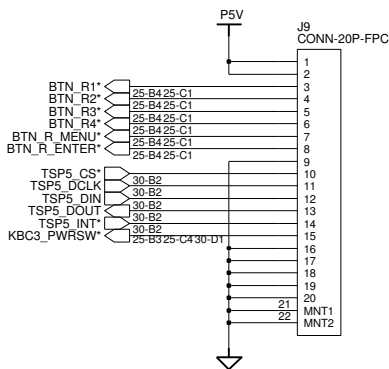 P5V
J9
CONN-20P-FPC
1
2
BTN_R1* 25-B4 25-C1 3
BTN_R2* 25-B4 25-C1 4
BTN_R3* 25-B4 25-C1 5
BTN_R4* 25-B4 25-C1 6
BTN_R_MENU* 25-B4 25-C1 7
BTN_R_ENTER* 25-B4 25-C1 8
9
TSP5_CS* 30-B2 10
TSP5_DCLK 30-B2 11
TSP5_DIN 30-B2 12
TSP5_DOUT 30-B2 13
TSP5_INT* 30-B2 14
KBC3_PWRSW* 25-B3 25-C4 30-D1 15
16
17
18
19
20
21 MNT1
22 MNT2